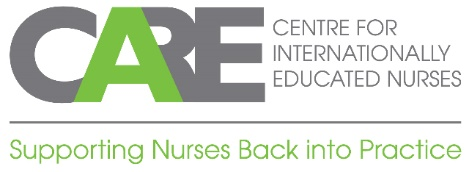 CARE
CENTRE FOR
INTERNATIONALLY
EDUCATED NURSES
Supporting Nurses Back into Practice